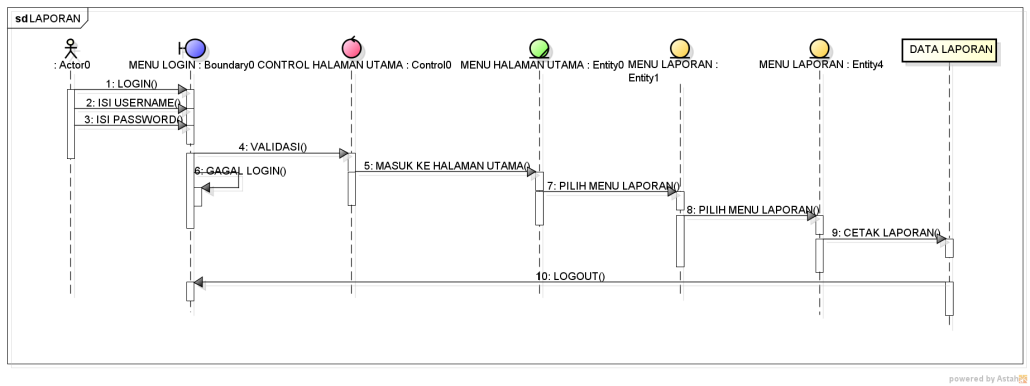 sd LAPORAN
: Actor0
MENU LOGIN : Boundary0
CONTROL HALAMAN UTAMA : Control0
MENU HALAMAN UTAMA : Entity0
MENU LAPORAN :
Entity1
MENU LAPORAN : Entity4
DATA LAPORAN
1: LOGIN()
2: ISI USERNAME()
3: ISI PASSWORD()
4: VALIDASI()
5: MASUK KE HALAMAN UTAMA()
6: GAGAL LOGIN()
7: PILIH MENU LAPORAN()
8: PILIH MENU LAPORAN()
9: CETAK LAPORAN()
10: LOGOUT()
powered by Astah